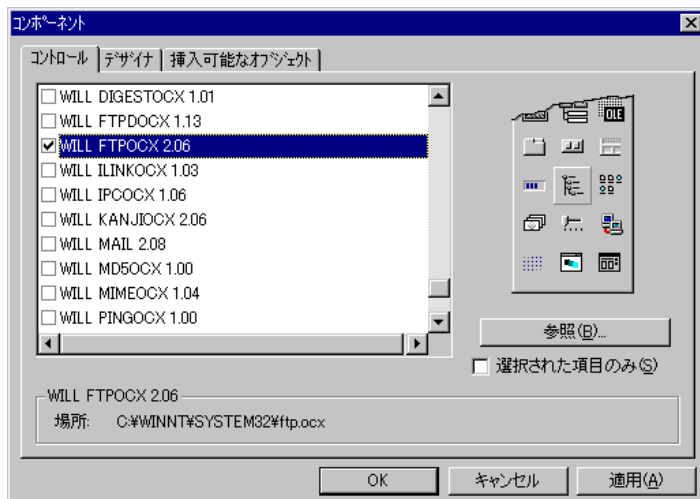 コンポーネント
コントロール デザイナ 挿入可能なオブジェクト
WILL DIGESTOCX 1.01
WILL FTPDOCX 1.13
WILL FTPOCX 2.06
WILL ILINKOCX 1.03
WILL IPCOCX 1.06
WILL KANJIOCX 2.06
WILL MAIL 2.08
WILL MD5OCX 1.00
WILL MIMEOCX 1.04
WILL PINGOCX 1.00
OLE
参照(B)...
選択された項目のみ(S)
WILL FTPOCX 2.06
場所: C:¥WINNT¥SYSTEM32¥ftp.ocx
OK キャンセル 適用(A)